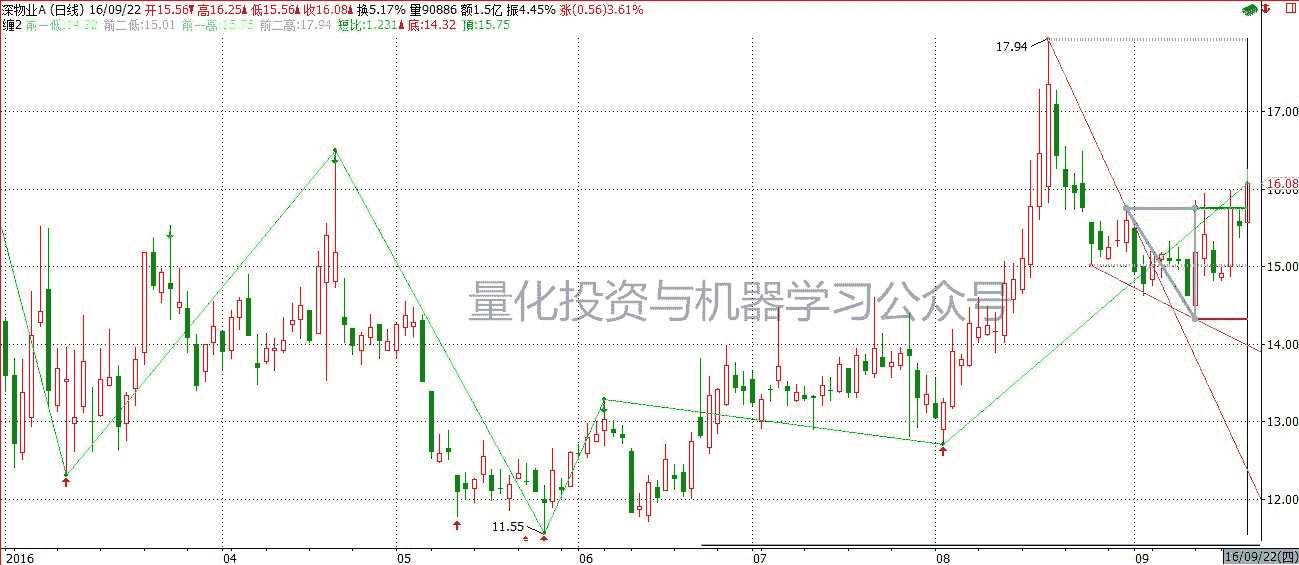 深物业A (日线) 16/09/22 开15.56▼ 高16.25▲ 低15.56▲ 收16.08▲ 换5.17% 量90886 额1.5亿 振4.45% 涨(0.56)3.61%
缠2 前一低:14.32 前二低:15.01 前一高:15.75 前二高:17.94 短比:1.231▲ 底:14.32 顶:15.75
17.94
17.00
16.08
16.00
15.00
量化投资与机器学习公众号
14.00
13.00
12.00
11.55
2016 04 05 06 07 08 09 16/09/22(四)